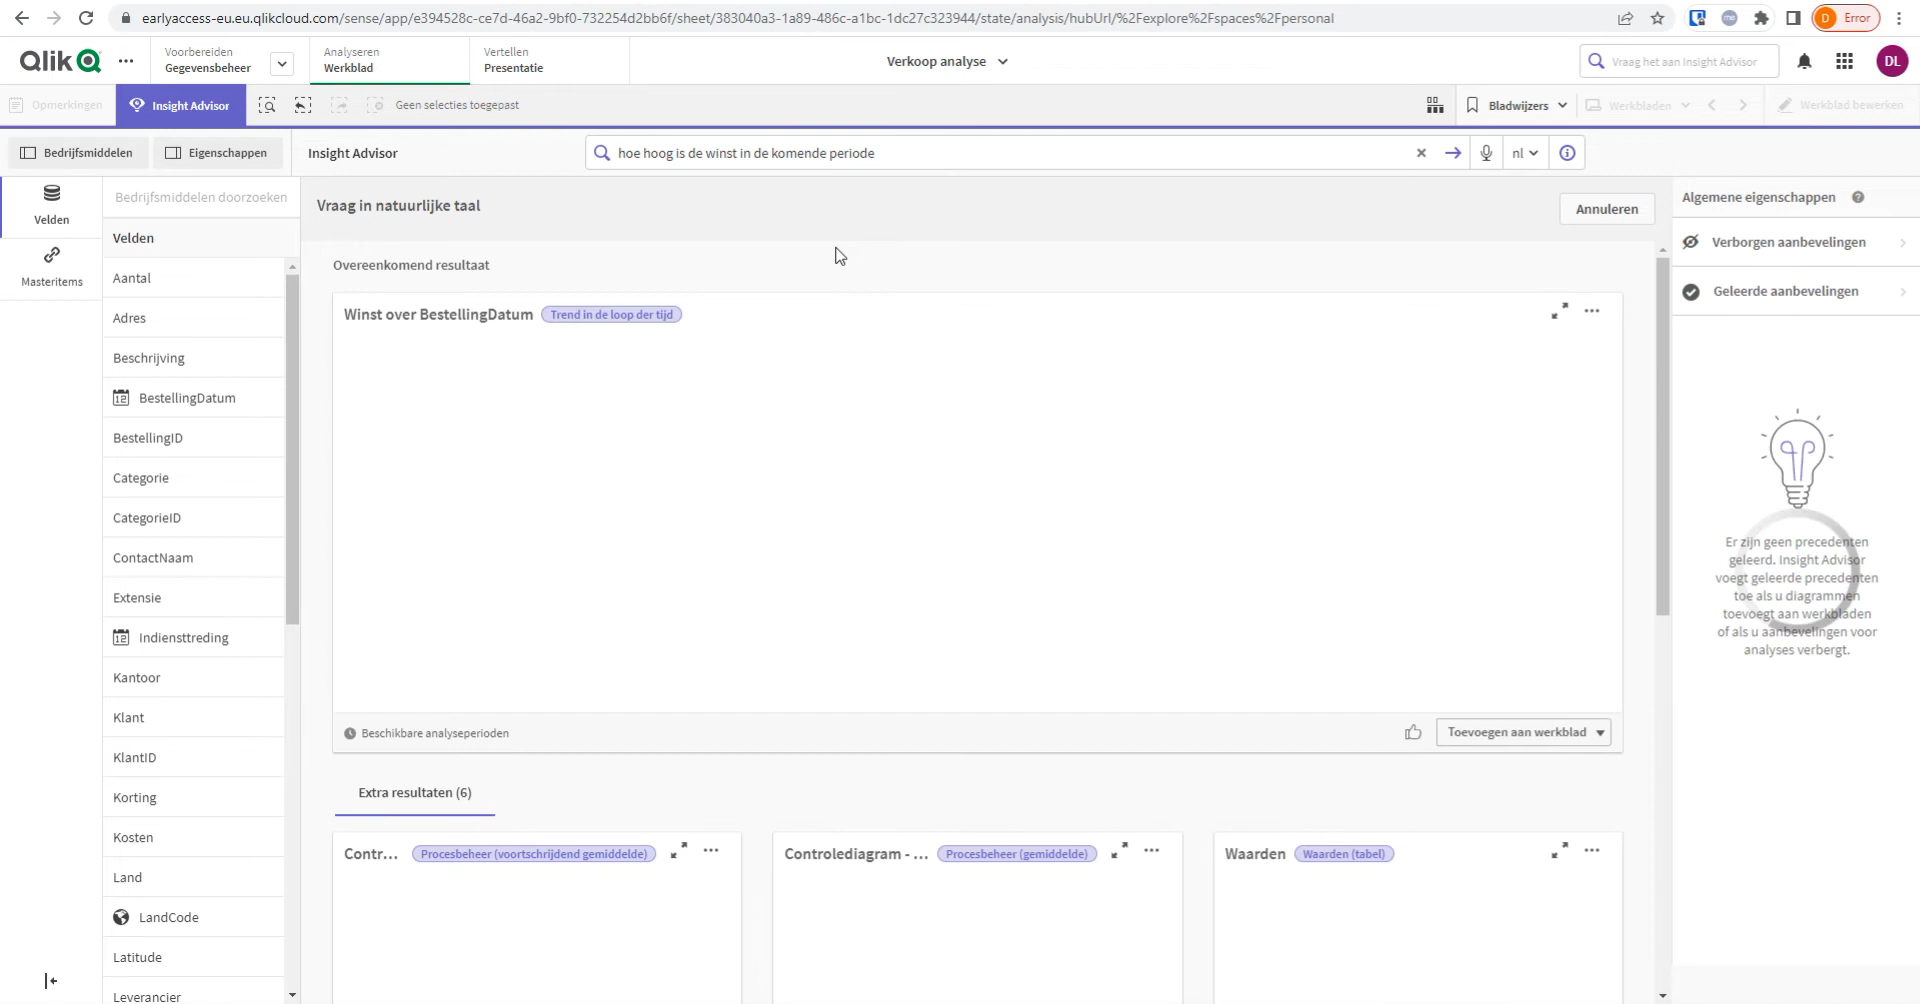 earlyaccess-eu.eu.qlikcloud.com/sense/app/e394528c-ce7d-46a2-9bf0-732254d2bb6f/sheet/383040a3-1a89-486c-a1bc-1dc27c323944/state/analysis/hubUrl/%2Fexplore%2Fspaces%2Fpersonal
me
D Error
Qlik
Voorbereiden
Gegevensbeheer
Analyseren
Werkblad
Vertellen
Presentatie
Verkoop analyse
Vraag het aan Insight Advisor
DL
Opmerkingen
Insight Advisor
Geen selecties toegepast
Bladwijzers
Werkbladen
Werkblad bewerken
Bedrijfsmiddelen
Eigenschappen
Insight Advisor
hoe hoog is de winst in de komende periode
nl
Velden
Masteritems
Bedrijfsmiddelen doorzoeken
Velden
Aantal
Adres
Beschrijving
12 BestellingDatum
BestellingID
Categorie
CategorieID
ContactNaam
Extensie
12 Indiensttreding
Kantoor
Klant
KlantID
Korting
Kosten
Land
LandCode
Latitude
Leverancier
Vraag in natuurlijke taal
Annuleren
Overeenkomend resultaat
Winst over BestellingDatum Trend in de loop der tijd
Beschikbare analyseperioden
Toevoegen aan werkblad
Extra resultaten (6)
Contr... Procesbeheer (voortschrijdend gemiddelde)
Controlediagram - ... Procesbeheer (gemiddelde)
Waarden Waarden (tabel)
Algemene eigenschappen ?
Verborgen aanbevelingen
Geleerde aanbevelingen
Er zijn geen precedenten
geleerd. Insight Advisor
voegt geleerde precedenten
toe als u diagrammen
toevoegt aan werkbladen
of als u aanbevelingen voor
analyses verbergt.